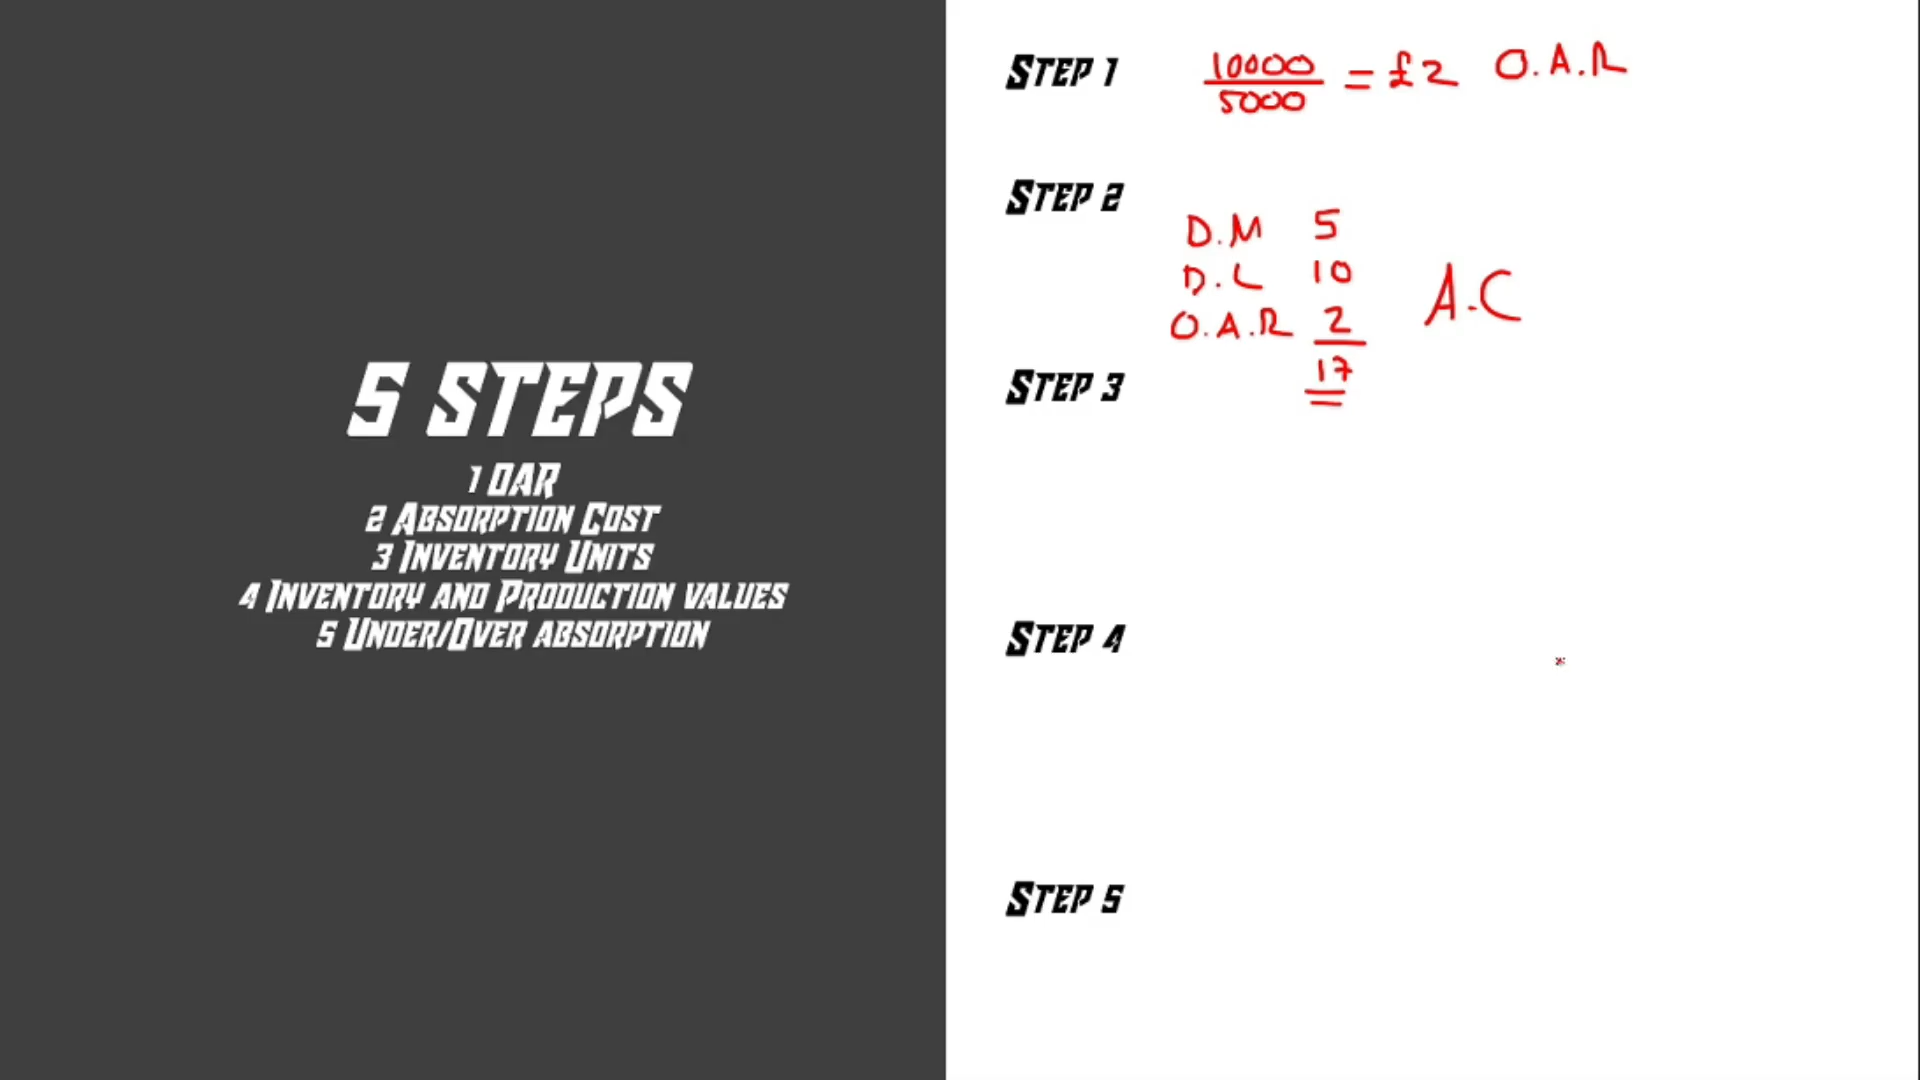 5 STEPS
1 OAR
2 ABSORPTION COST
3 INVENTORY UNITS
4 INVENTORY AND PRODUCTION VALUES
5 UNDER/OVER ABSORPTION
STEP 1
10000
5000
= £2 O.A.R
STEP 2
D.M 5
D.L 10
O.A.R 2
A.C
17
STEP 3
STEP 4
STEP 5